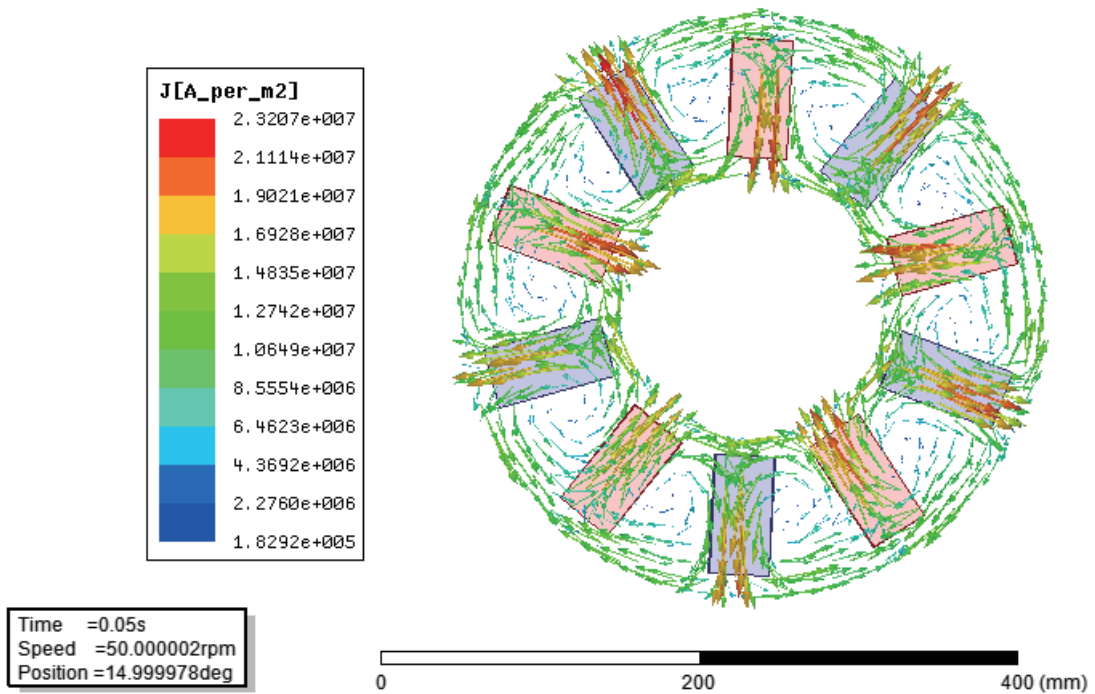 J[A_per_m2]
2.3207e+007
2.1114e+007
1.9021e+007
1.6928e+007
1.4835e+007
1.2742e+007
1.0649e+007
8.5554e+006
6.4623e+006
4.3692e+006
2.2760e+006
1.8292e+005
Time =0.05s
Speed =50.000002rpm
Position =14.999978deg
0 200 400 (mm)